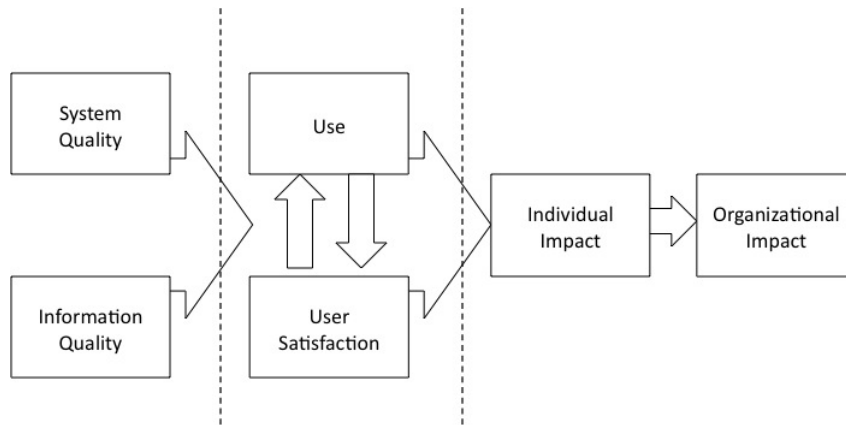 System
Quality
Use
Individual
Impact
Organizational
Impact
Information
Quality
User
Satisfaction